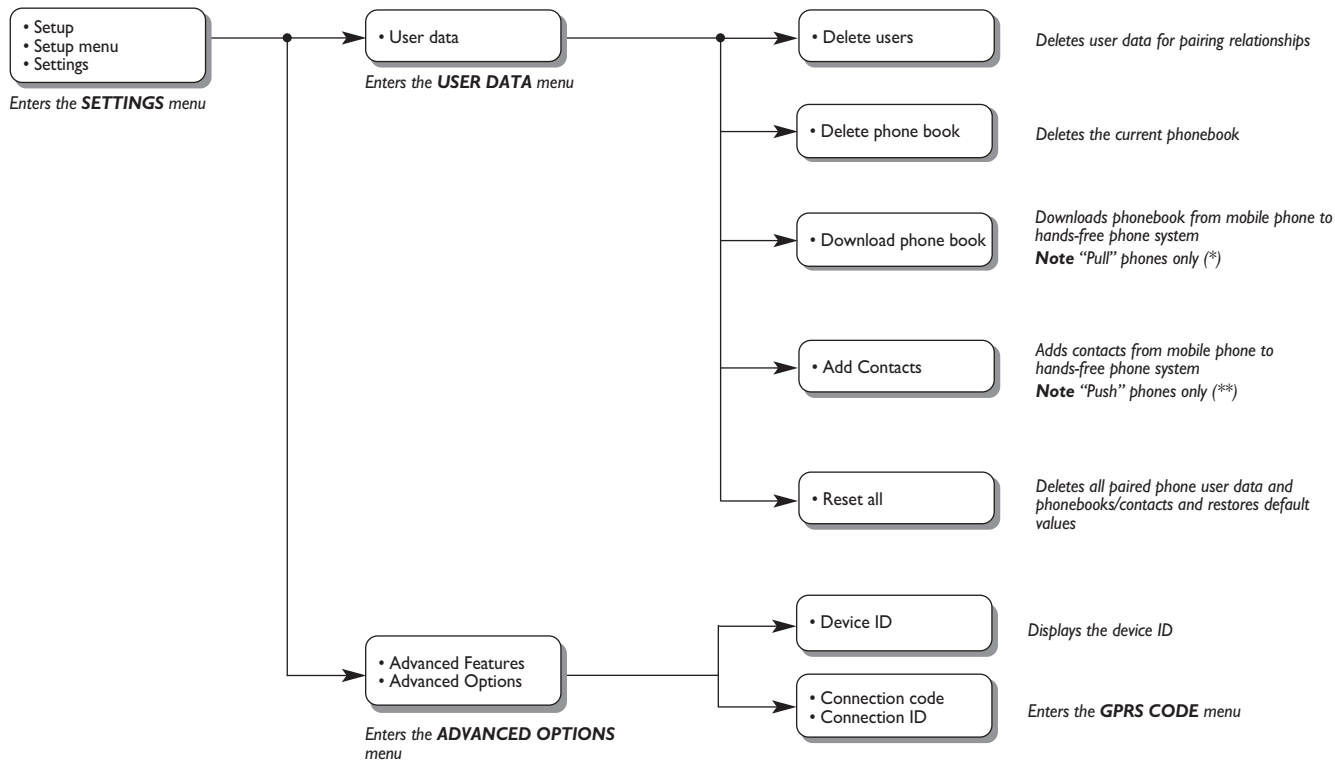 • Setup
• Setup menu
• Settings
Enters the SETTINGS menu
• User data
Enters the USER DATA menu
• Delete users
Deletes user data for pairing relationships
• Delete phone book
Deletes the current phonebook
• Download phone book
Downloads phonebook from mobile phone to
hands-free phone system
Note “Pull” phones only (*)
• Add Contacts
Adds contacts from mobile phone to
hands-free phone system
Note “Push” phones only (**)
• Reset all
Deletes all paired phone user data and
phonebooks/contacts and restores default
values
• Advanced Features
• Advanced Options
Enters the ADVANCED OPTIONS
menu
• Device ID
Displays the device ID
• Connection code
• Connection ID
Enters the GPRS CODE menu